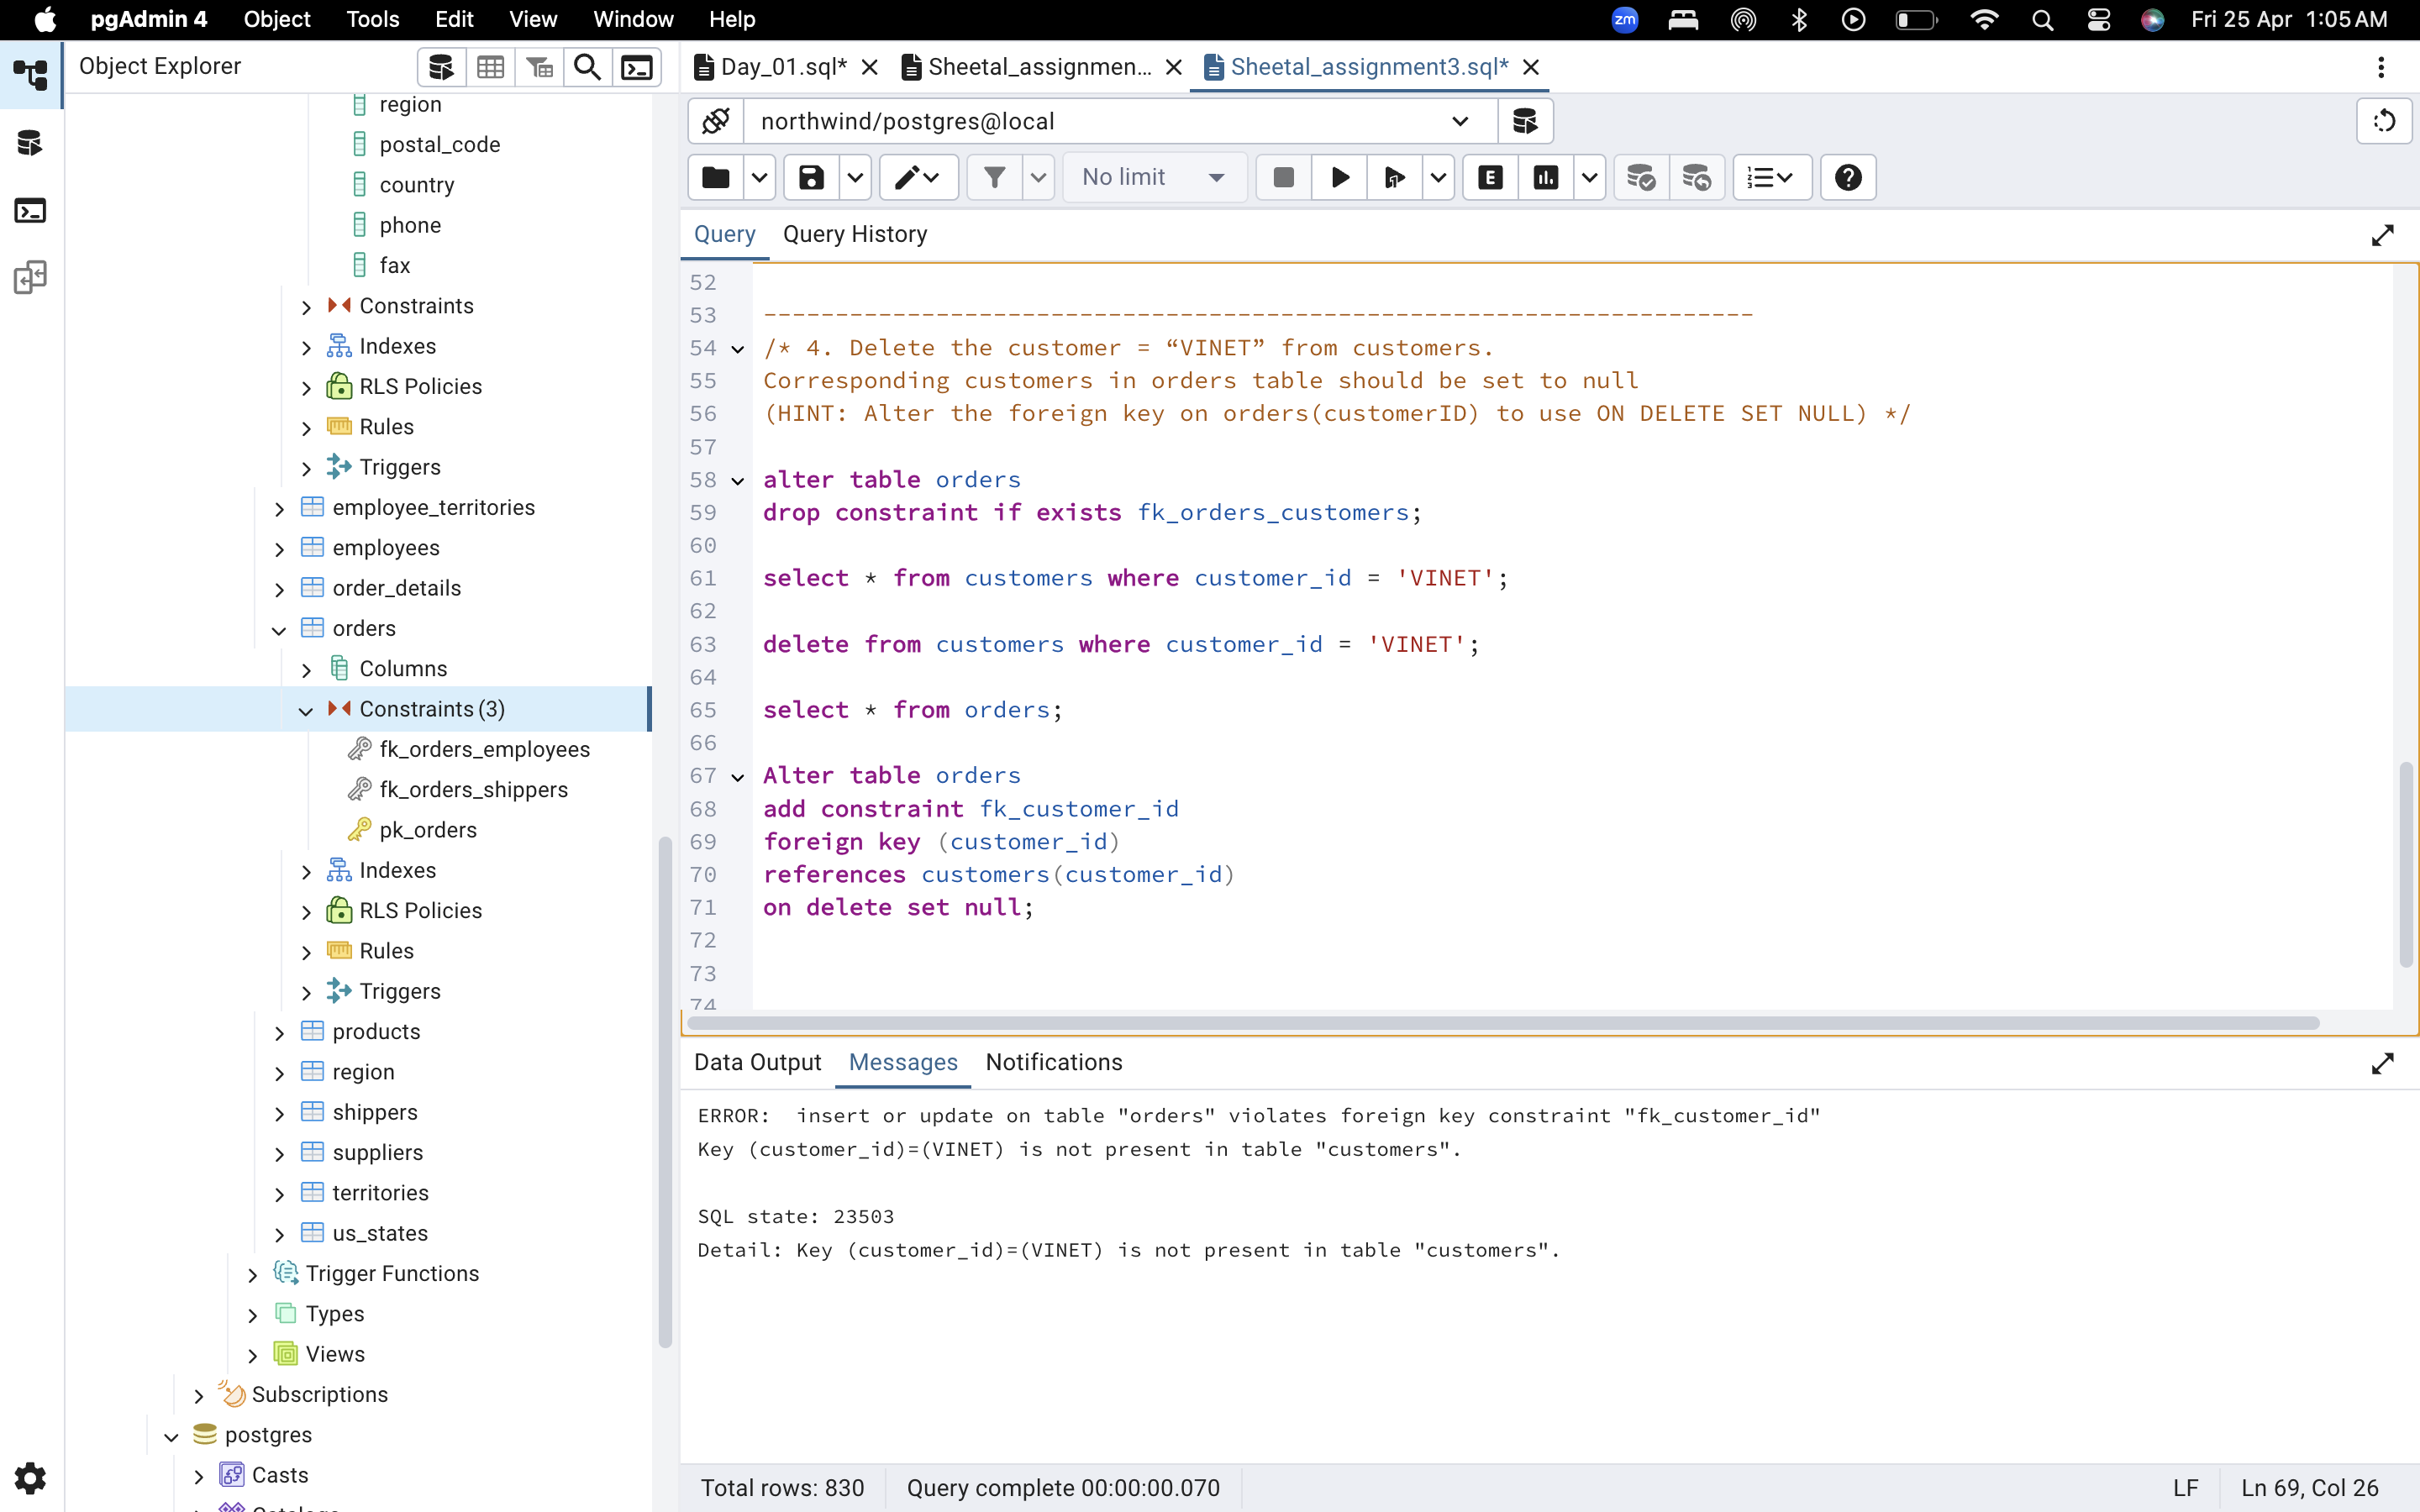 pgAdmin 4 Object Tools Edit View Window Help zm Fri 25 Apr 1:05 AM
Object Explorer
region
postal_code
country
phone
fax
Constraints
Indexes
RLS Policies
Rules
Triggers
employee_territories
employees
order_details
orders
Columns
Constraints (3)
fk_orders_employees
fk_orders_shippers
pk_orders
Indexes
RLS Policies
Rules
Triggers
products
region
shippers
suppliers
territories
us_states
Trigger Functions
Types
Views
Subscriptions
postgres
Casts
Day_01.sql* Sheetal_assignmen... Sheetal_assignment3.sql*
northwind/postgres@local
No limit E
Query Query History
52
53 ---------------------------------------------------------------------
54 /* 4. Delete the customer = “VINET” from customers.
55 Corresponding customers in orders table should be set to null
56 (HINT: Alter the foreign key on orders(customerID) to use ON DELETE SET NULL) */
57
58 alter table orders
59 drop constraint if exists fk_orders_customers;
60
61 select * from customers where customer_id = 'VINET';
62
63 delete from customers where customer_id = 'VINET';
64
65 select * from orders;
66
67 Alter table orders
68 add constraint fk_customer_id
69 foreign key (customer_id)
70 references customers(customer_id)
71 on delete set null;
72
73
74
Data Output Messages Notifications
ERROR: insert or update on table "orders" violates foreign key constraint "fk_customer_id"
Key (customer_id)=(VINET) is not present in table "customers".
SQL state: 23503
Detail: Key (customer_id)=(VINET) is not present in table "customers".
Total rows: 830 Query complete 00:00:00.070 LF Ln 69, Col 26